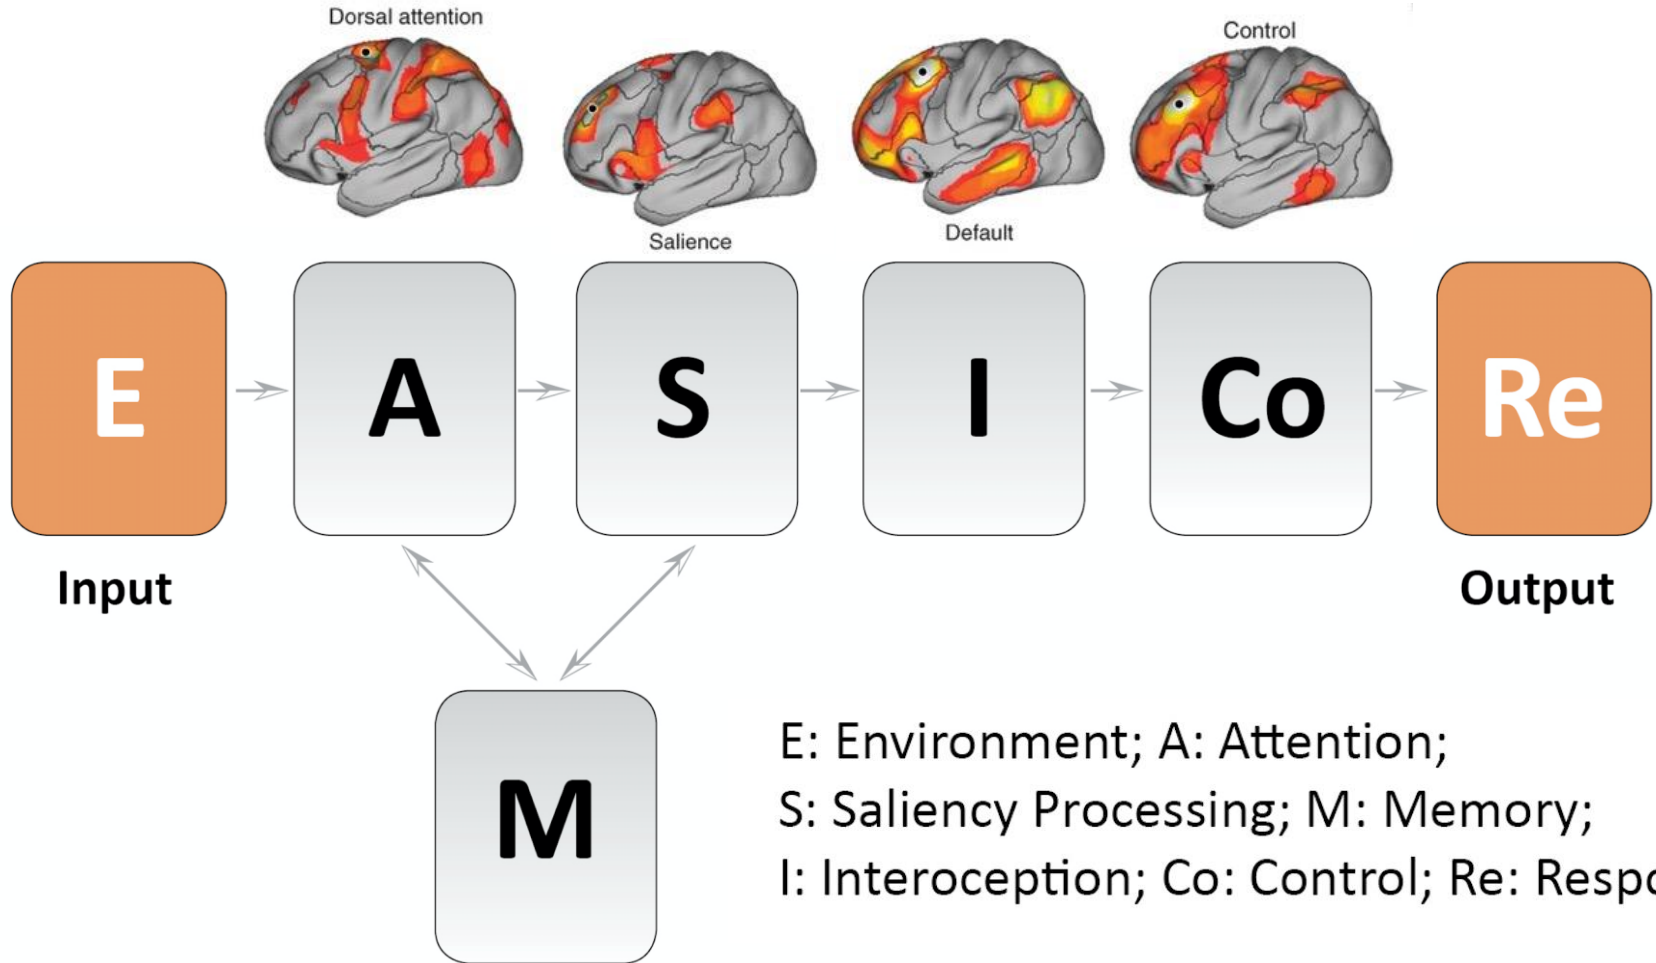 Dorsal attention
Control
Salience
Default
E
A
S
I
Co
Re
Input
Output
M
E: Environment; A: Attention;
S: Saliency Processing; M: Memory;
I: Interoception; Co: Control; Re: